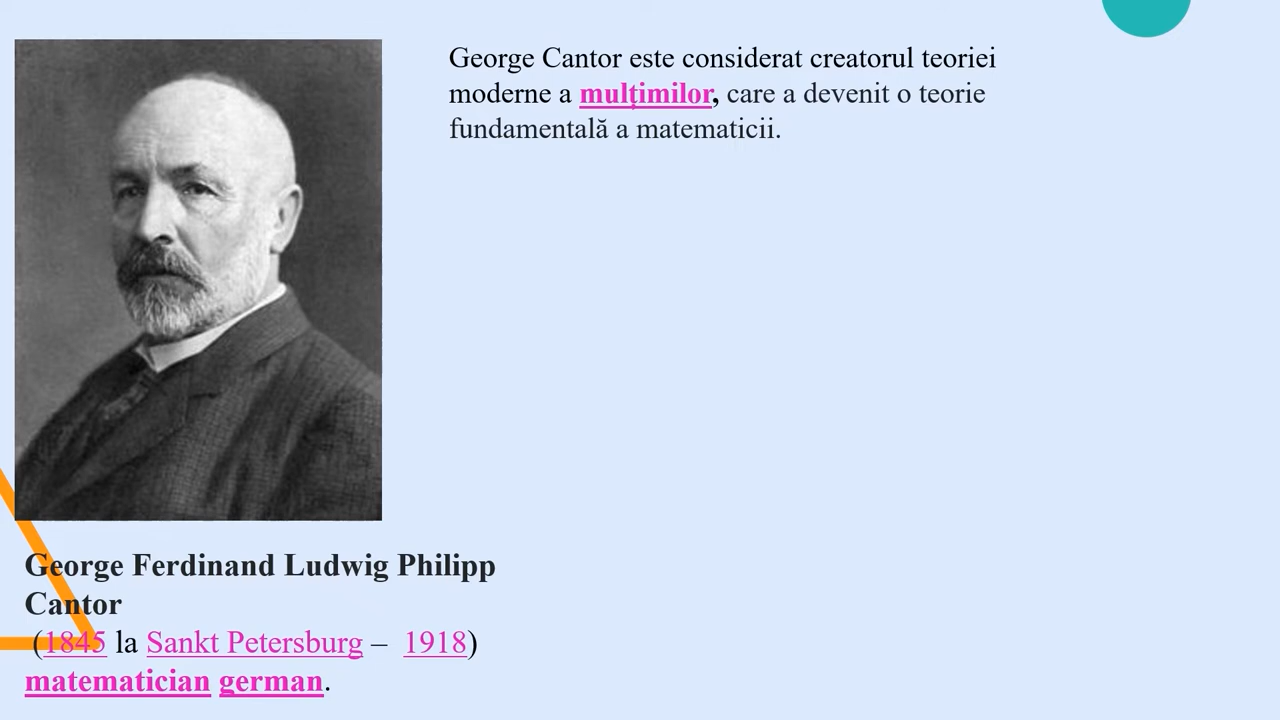 George Cantor este considerat creatorul teoriei
moderne a mulțimilor, care a devenit o teorie
fundamentală a matematicii.
George Ferdinand Ludwig Philipp
Cantor
(1845 la Sankt Petersburg – 1918)
matematician german.